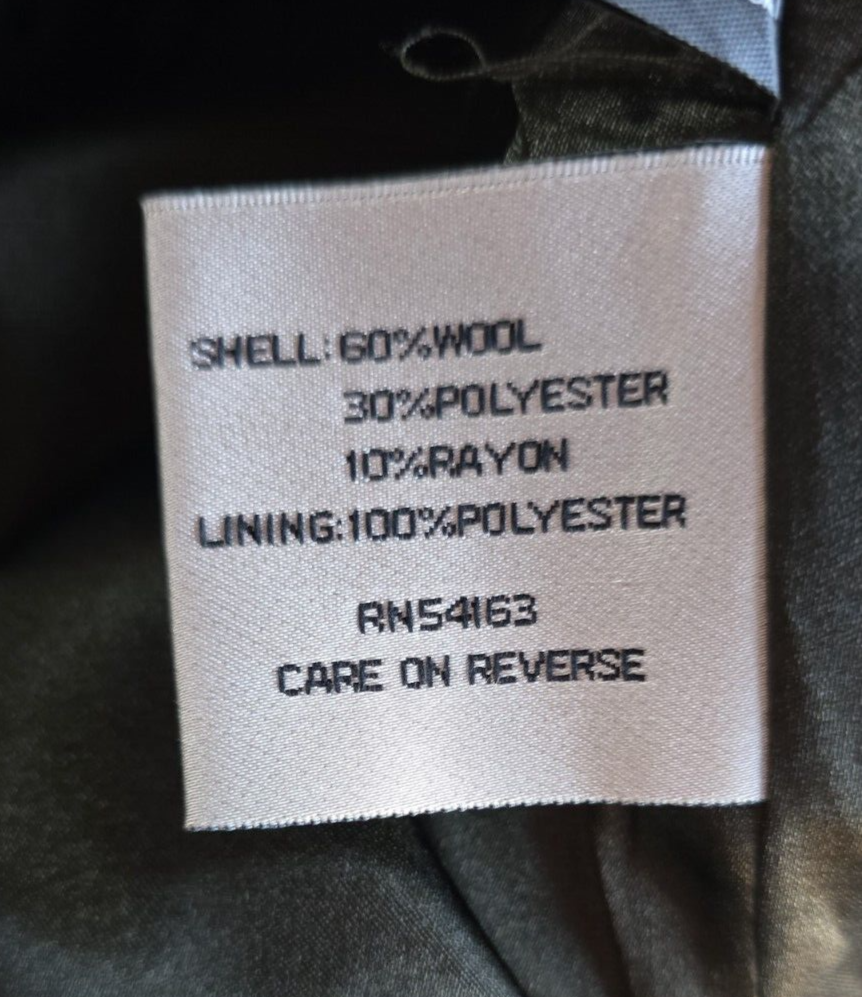 SHELL:60%WOOL
30%POLYESTER
10%RAYON
LINING:100%POLYESTER
RN54163
CARE ON REVERSE